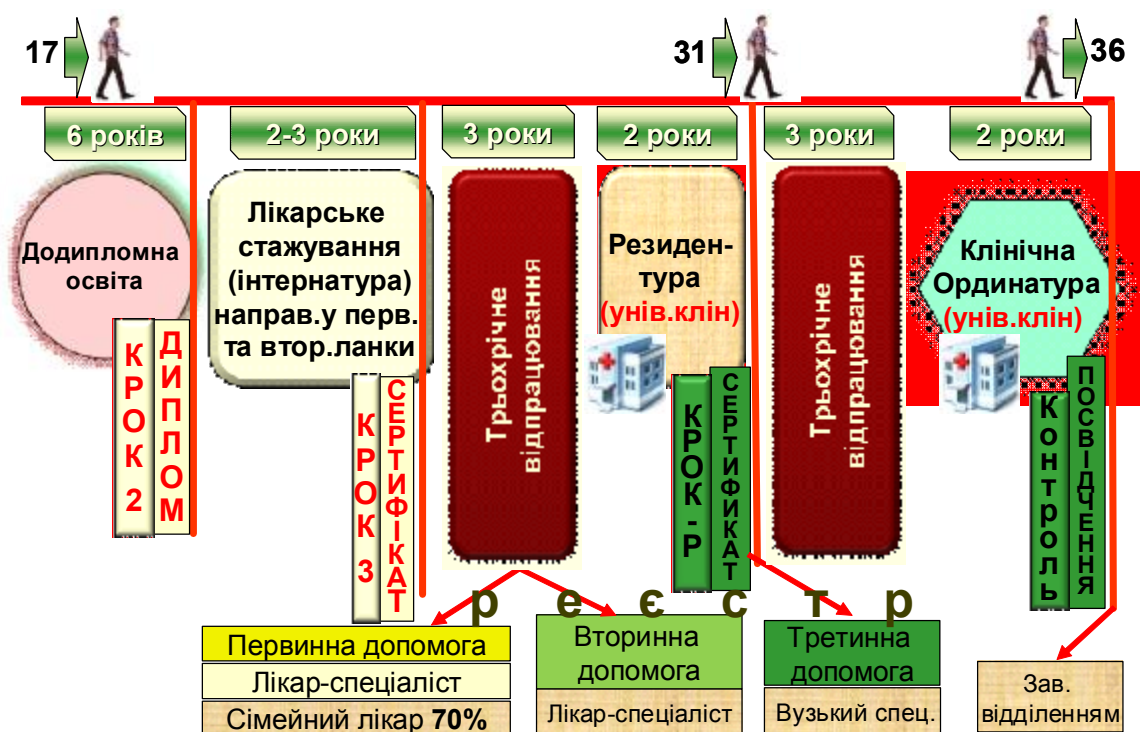 17
31
36
6 років
2-3 роки
3 роки
2 роки
3 роки
2 роки
Додипломна
освіта
КРОК 2
ДИПЛОМ
Лікарське
стажування
(інтернатура)
направ.у перв.
та втор.ланки
КРОК 3
СЕРТИФІКАТ
Трьохрічне
відпрацювання
Резиден-
тура
(унів.клін)
КРОК-Р
СЕРТИФИКАТ
Трьохрічне
відпрацювання
Клінічна
Ординатура
(унів.клін)
Контроль
ПОСВІДЧЕННЯ
реєстр
Первинна допомога
Лікар-спеціаліст
Сімейний лікар 70%
Вторинна
допомога
Лікар-спеціаліст
Третинна
допомога
Вузький спец.
Зав.
відділенням